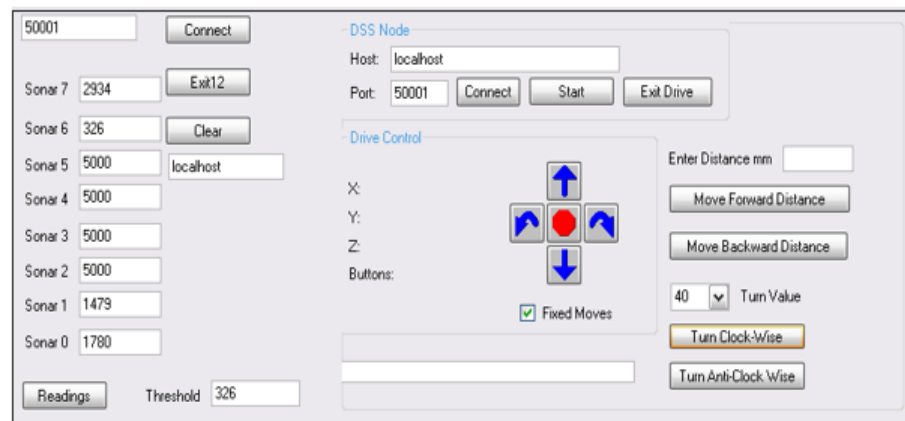 50001 Connect
Sonar 7 2934 Exit12
Sonar 6 326 Clear
Sonar 5 5000 localhost
Sonar 4 5000
Sonar 3 5000
Sonar 2 5000
Sonar 1 1479
Sonar 0 1780
Readings Threshold 326
DSS Node
Host: localhost
Port: 50001 Connect Start Exit Drive
Drive Control
X:
Y:
Z:
Buttons:
Fixed Moves
Enter Distance mm
Move Forward Distance
Move Backward Distance
40 Turn Value
Turn Clock-Wise
Turn Anti-Clock Wise